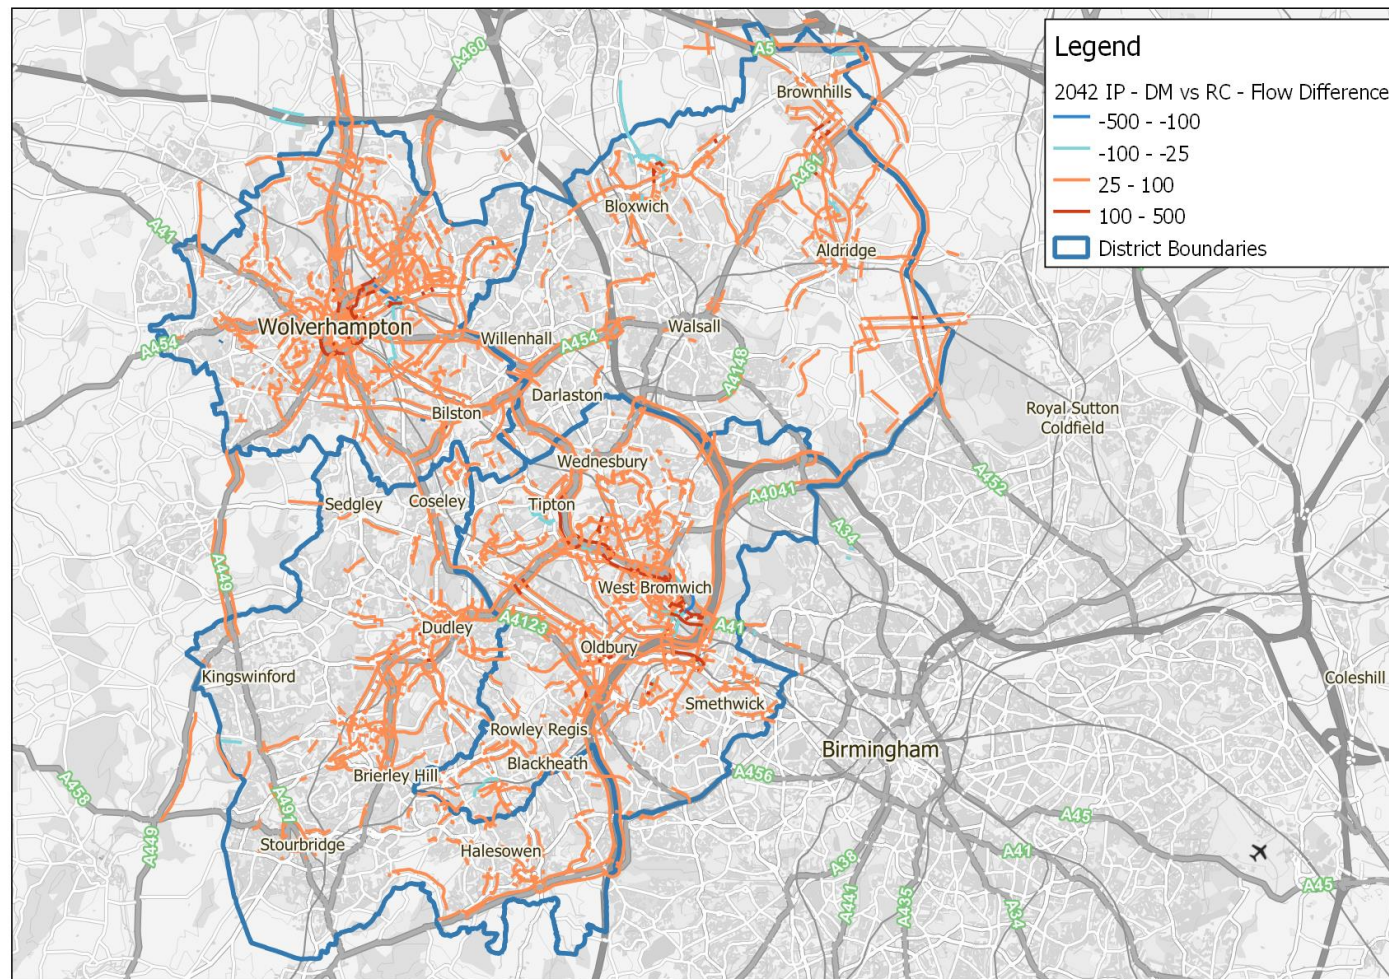 Legend
2042 IP - DM vs RC - Flow Difference
-500 - -100
-100 - -25
25 - 100
100 - 500
District Boundaries
A460
A5
Brownhills
A461
Bloxwich
A41
Aldridge
Wolverhampton
Walsall
Willenhall
A454
A454
A4148
Darlaston
Bilston
Royal Sutton
Coldfield
Wednesbury
A452
A4041
Sedgley
Coseley
Tipton
A34
A449
West Bromwich
A4123
A41
Dudley
Oldbury
Kingswinford
Coleshill
Smethwick
Rowley Regis
Birmingham
Blackheath
Brierley Hill
A456
A458
A491
A45
A449
Stourbridge
Halesowen
A38
A41
A45
A441
A435
A34